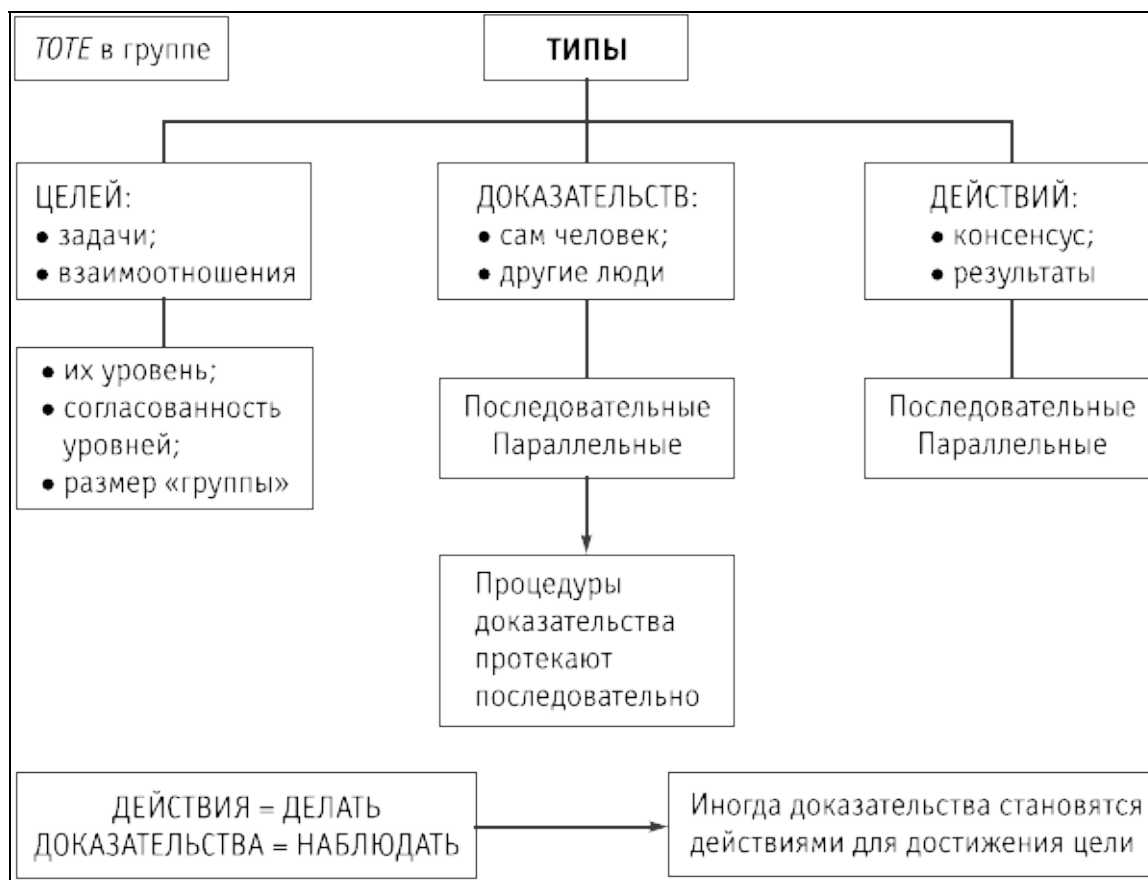 TOTE в группе
ТИПЫ
ЦЕЛЕЙ:
● задачи;
● взаимоотношения
ДОКАЗАТЕЛЬСТВ:
● сам человек;
● другие люди
ДЕЙСТВИЙ:
● консенсус;
● результаты
● их уровень;
● согласованность
уровней;
● размер «группы»
Последовательные
Параллельные
Последовательные
Параллельные
Процедуры
доказательства
протекают
последовательно
ДЕЙСТВИЯ = ДЕЛАТЬ
ДОКАЗАТЕЛЬСТВА = НАБЛЮДАТЬ
Иногда доказательства становятся
действиями для достижения цели